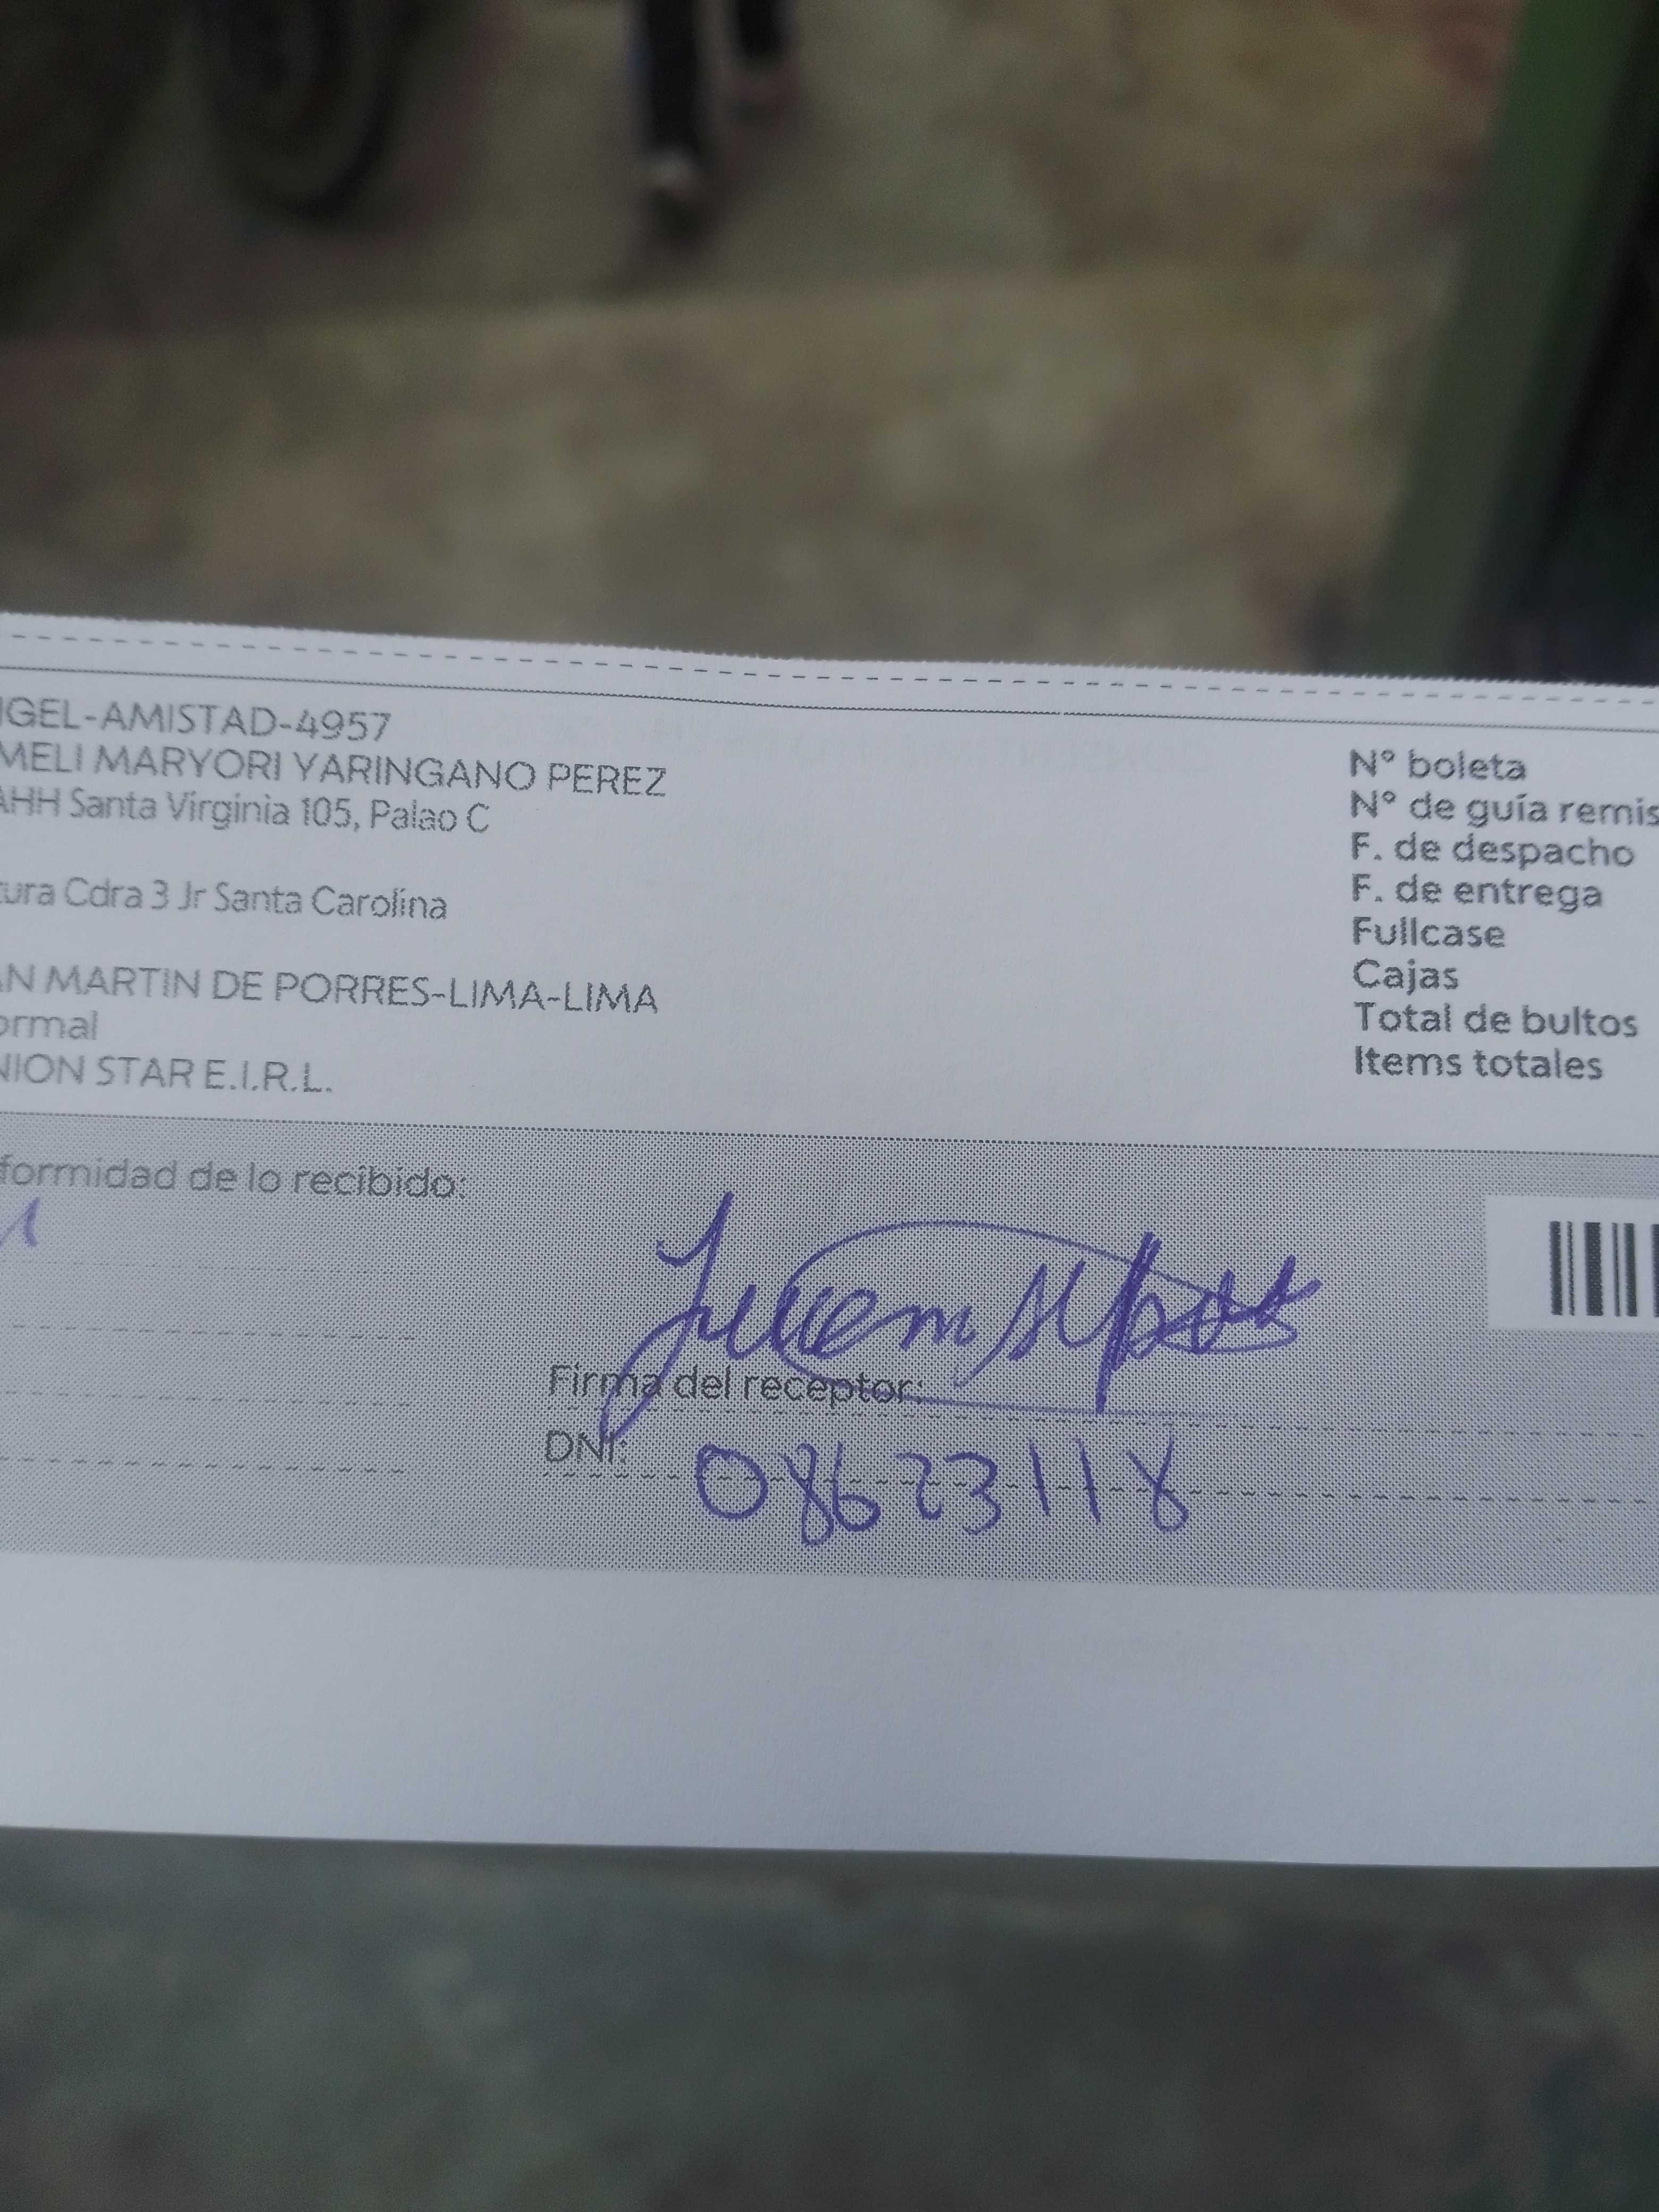 NGEL-AMISTAD-4957
MELI MARYORI YARINGANO PEREZ
AHH Santa Virginia 105, Palao C
tura Cdra 3 Jr Santa Carolina
AN MARTIN DE PORRES-LIMA-LIMA
ormal
NION STAR E.I.R.L.
N° boleta
N° de guía remis
F. de despacho
F. de entrega
Fullcase
Cajas
Total de bultos
Items totales
formidad de lo recibido:
Firma del receptor:
DNI: 08623118